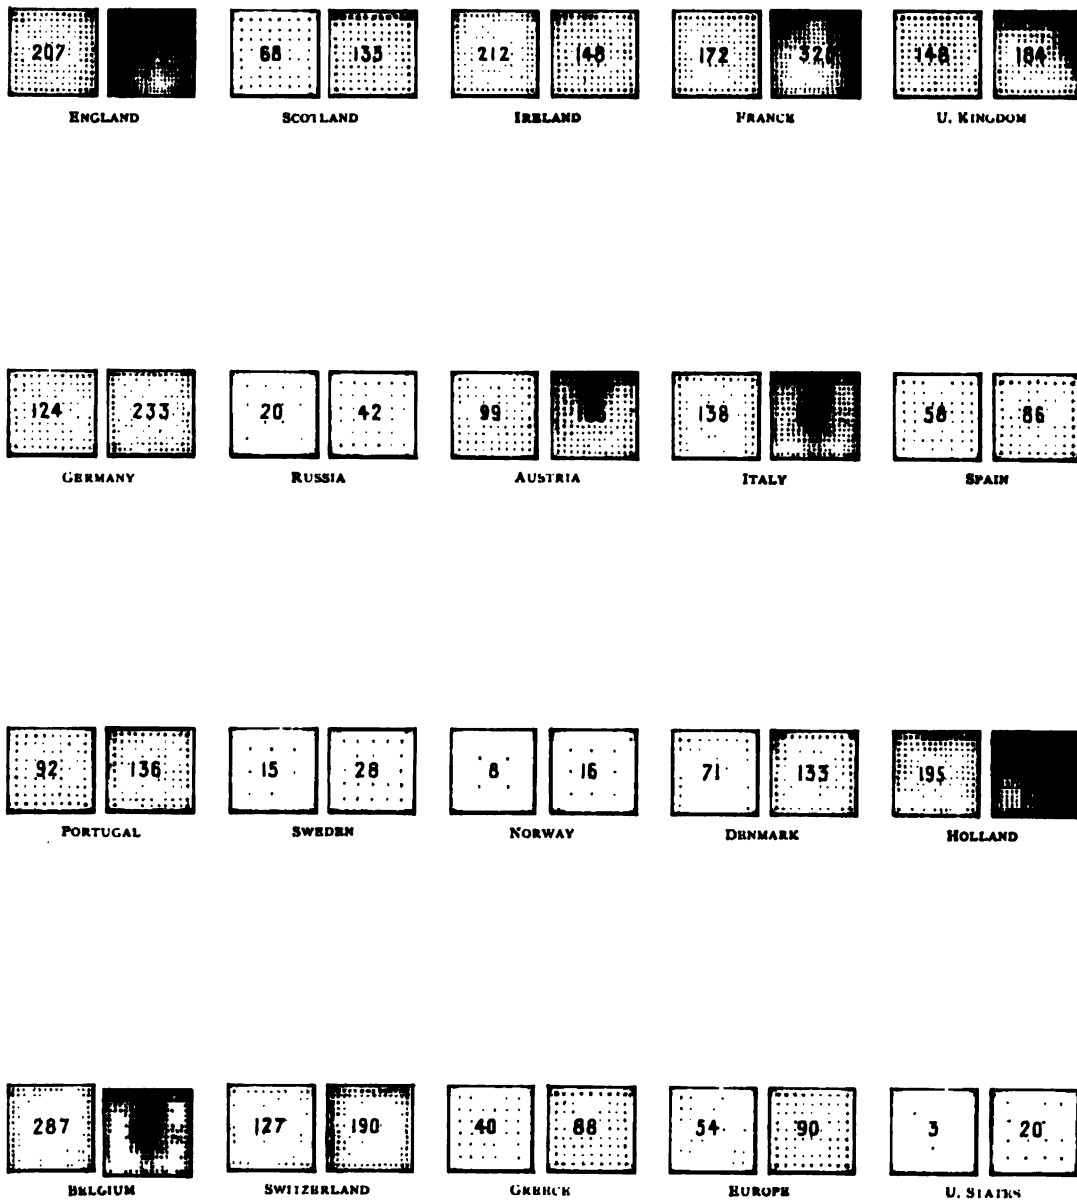 207 68 133 212 148 172 321 148 184
ENGLAND SCOTLAND IRELAND FRANCE U. KINGDOM
124 233 20 42 99 138 58 86
GERMANY RUSSIA AUSTRIA ITALY SPAIN
92 136 15 28 8 16 71 133 195
PORTUGAL SWEDEN NORWAY DENMARK HOLLAND
287 127 190 40 88 54 90 3 20
BELGIUM SWITZERLAND GREECE EUROPE U. STATES